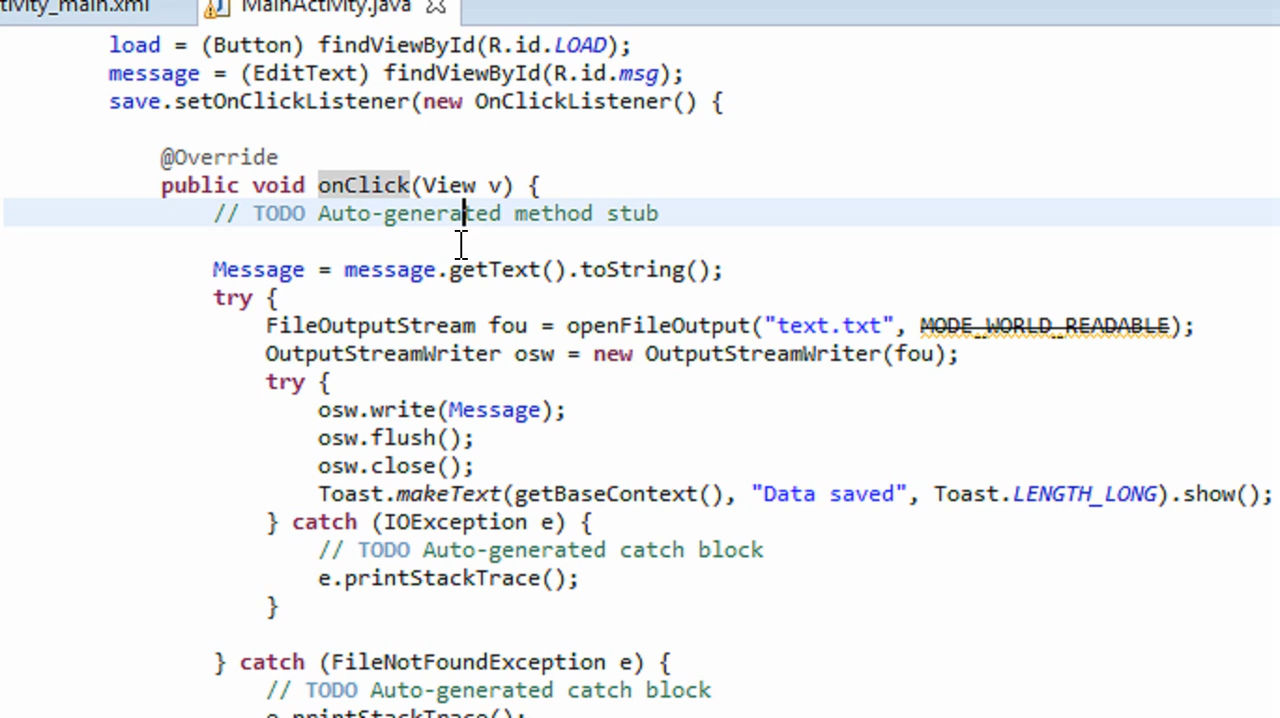 tivity_main.xml MainActivity.java
load = (Button) findViewById(R.id.LOAD);
message = (EditText) findViewById(R.id.msg);
save.setOnClickListener(new OnClickListener() {
@Override
public void onClick(View v) {
// TODO Auto-generated method stub
Message = message.getText().toString();
try {
FileOutputStream fou = openFileOutput("text.txt", MODE_WORLD_READABLE);
OutputStreamWriter osw = new OutputStreamWriter(fou);
try {
osw.write(Message);
osw.flush();
osw.close();
Toast.makeText(getBaseContext(), "Data saved", Toast.LENGTH_LONG).show();
} catch (IOException e) {
// TODO Auto-generated catch block
e.printStackTrace();
}
} catch (FileNotFoundException e) {
// TODO Auto-generated catch block
e.printStackTrace();